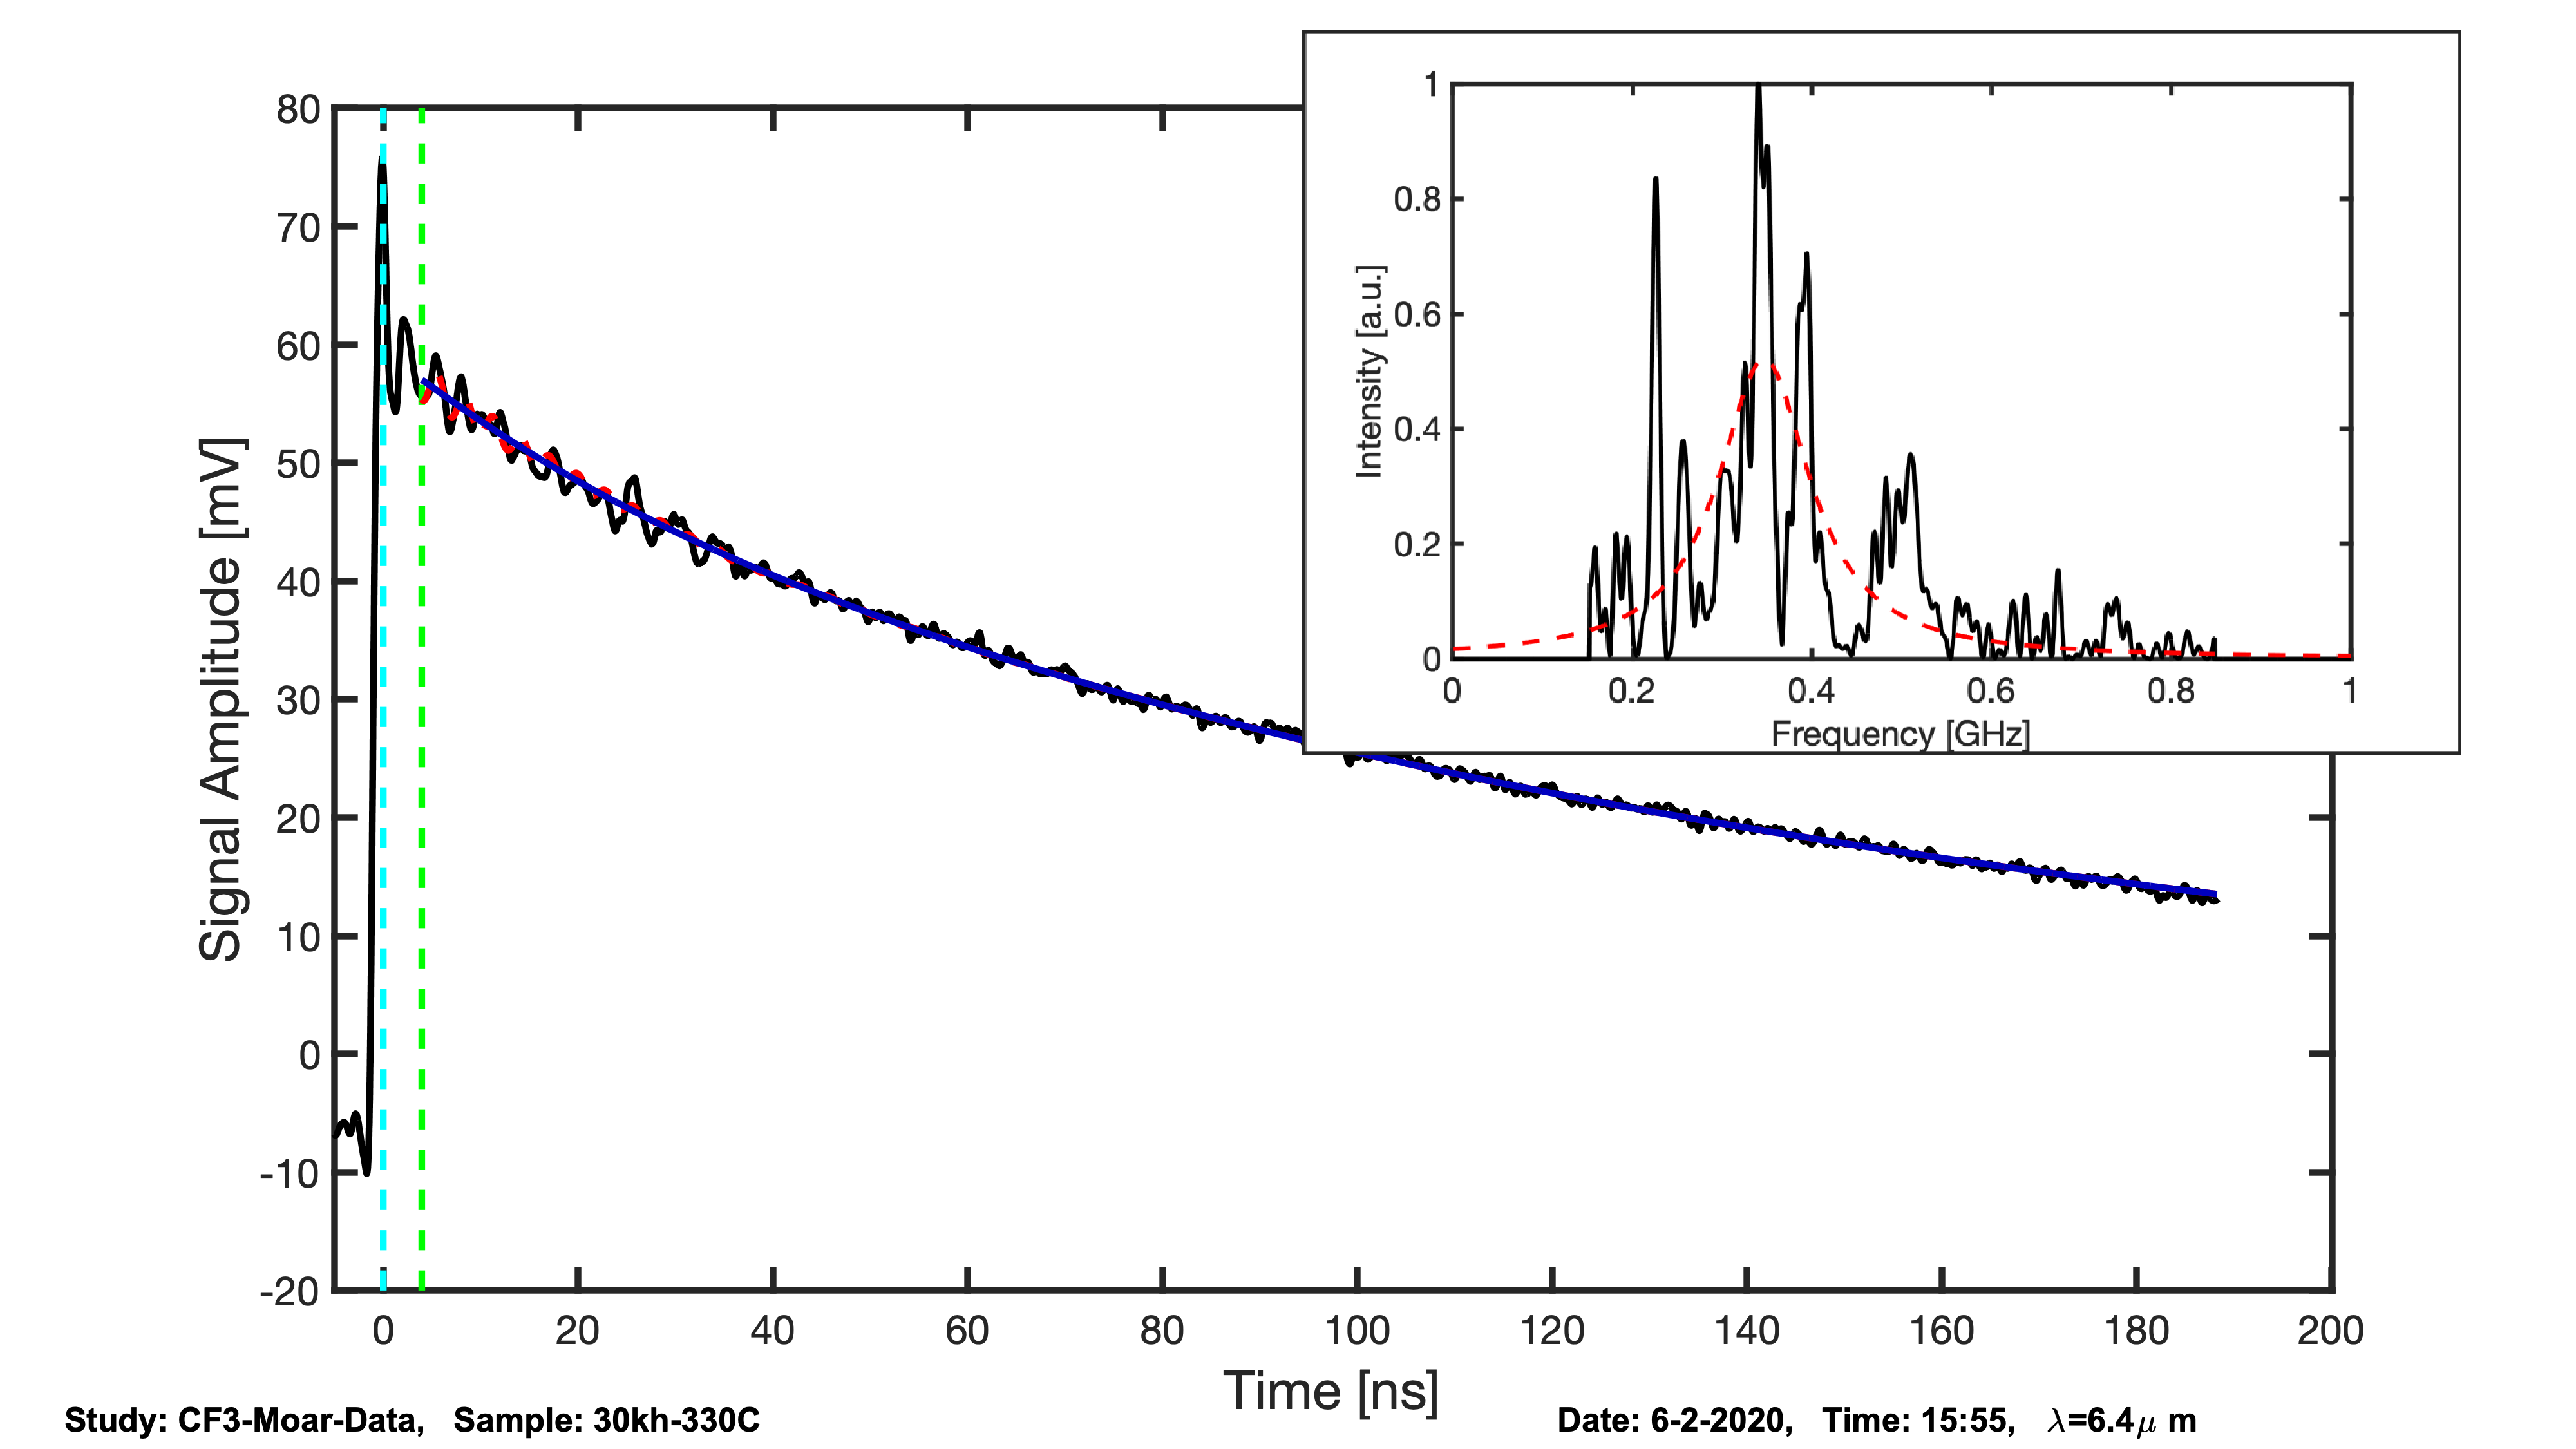 1
0.8
0.6
0.4
0.2
0
0 0.2 0.4 0.6 0.8 1
Intensity [a.u.]
Frequency [GHz]
80
70
60
50
40
30
20
10
0
-10
-20
Signal Amplitude [mV]
0 20 40 60 80 100 120 140 160 180 200
Time [ns]
Study: CF3-Moar-Data, Sample: 30kh-330C
Date: 6-2-2020, Time: 15:55, λ=6.4μ m